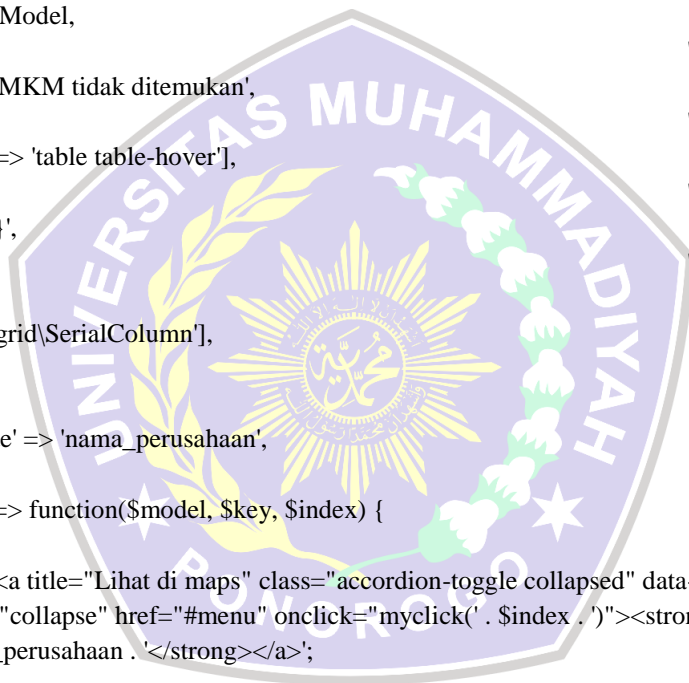 Model,
MKM tidak ditemukan',
=> 'table table-hover'],
}',
grid\SerialColumn'],
e' => 'nama_perusahaan',
=> function($model, $key, $index) {
<a title="Lihat di maps" class="accordion-toggle collapsed" data-
"collapse" href="#menu" onclick="myclick(' . $index . ')"><stron
_perusahaan . '</strong></a>';
UNIVERSITAS MUHAMMADIYAH
PONOROGO
محمدية